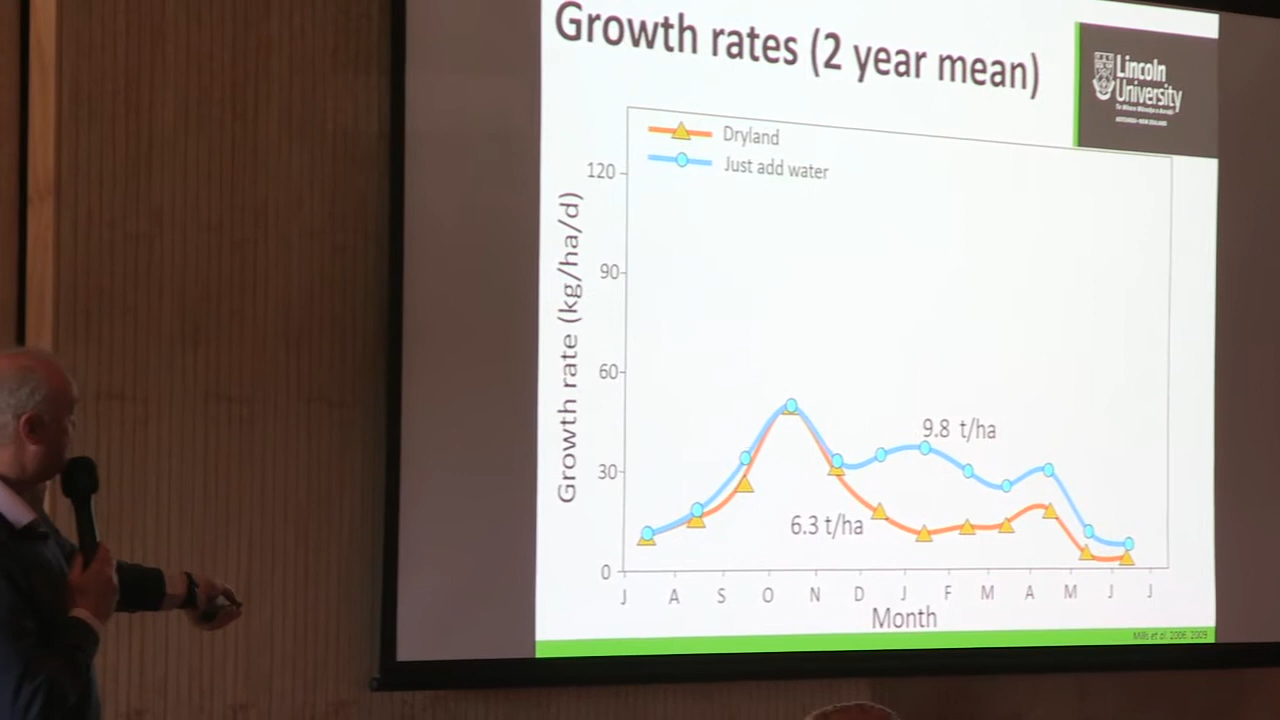 Growth rates (2 year mean)
Lincoln
University
Dryland
Just add water
Growth rate (kg/ha/d)
120
90
60
30
0
9.8 t/ha
6.3 t/ha
J A S O N D J F M A M J J
Month
Mills et al. 2006, 2009